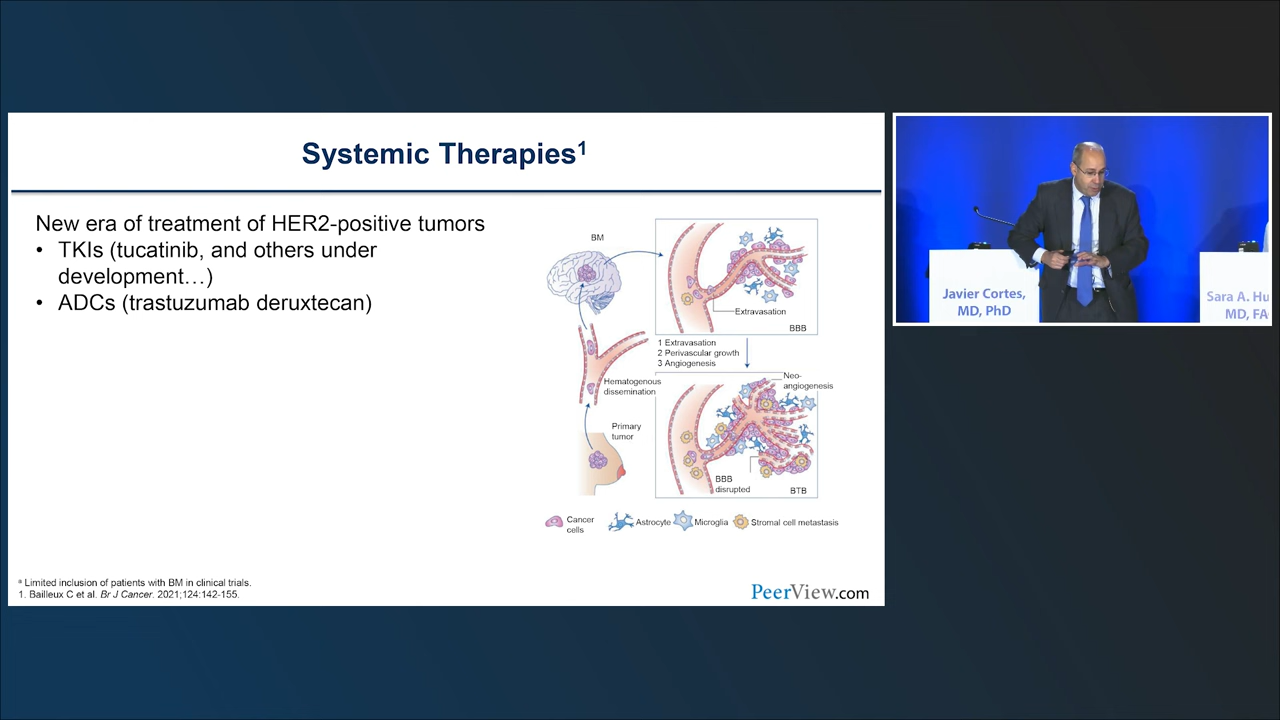 Systemic Therapies1
New era of treatment of HER2-positive tumors
• TKIs (tucatinib, and others under
development…)
• ADCs (trastuzumab deruxtecan)
BM
Extravasation
BBB
1 Extravasation
2 Perivascular growth
3 Angiogenesis
Hematogenous
dissemination
Neo-
angiogenesis
Primary
tumor
BBB
disrupted
BTB
Cancer
cells
Astrocyte
Microglia
Stromal cell metastasis
a Limited inclusion of patients with BM in clinical trials.
1. Bailleux C et al. Br J Cancer. 2021;124:142-155.
PeerView.com
Javier Cortes,
MD, PhD
Sara A. Hu
MD, FA